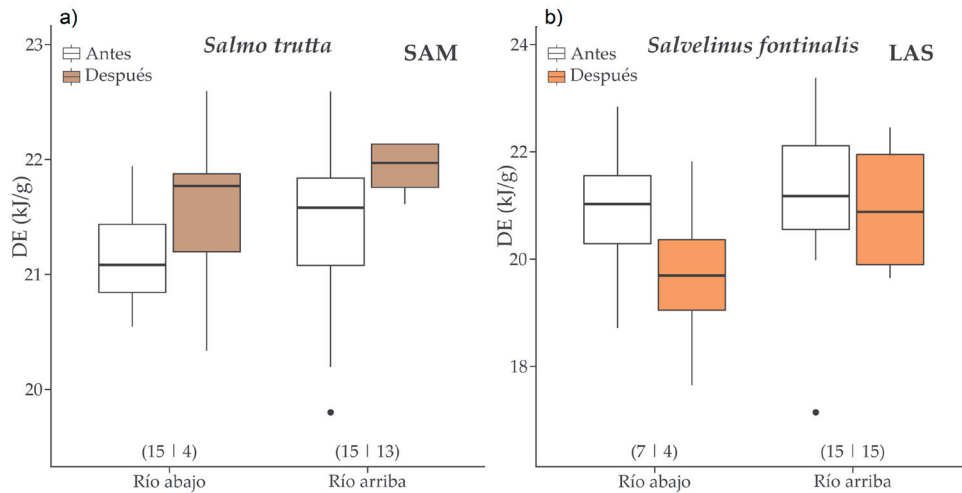 a)
Salmo trutta SAM
Antes
Después
DE (kJ/g)
23
22
21
20
(15 | 4) (15 | 13)
Río abajo Río arriba
b)
Salvelinus fontinalis LAS
Antes
Después
DE (kJ/g)
24
22
20
18
(7 | 4) (15 | 15)
Río abajo Río arriba